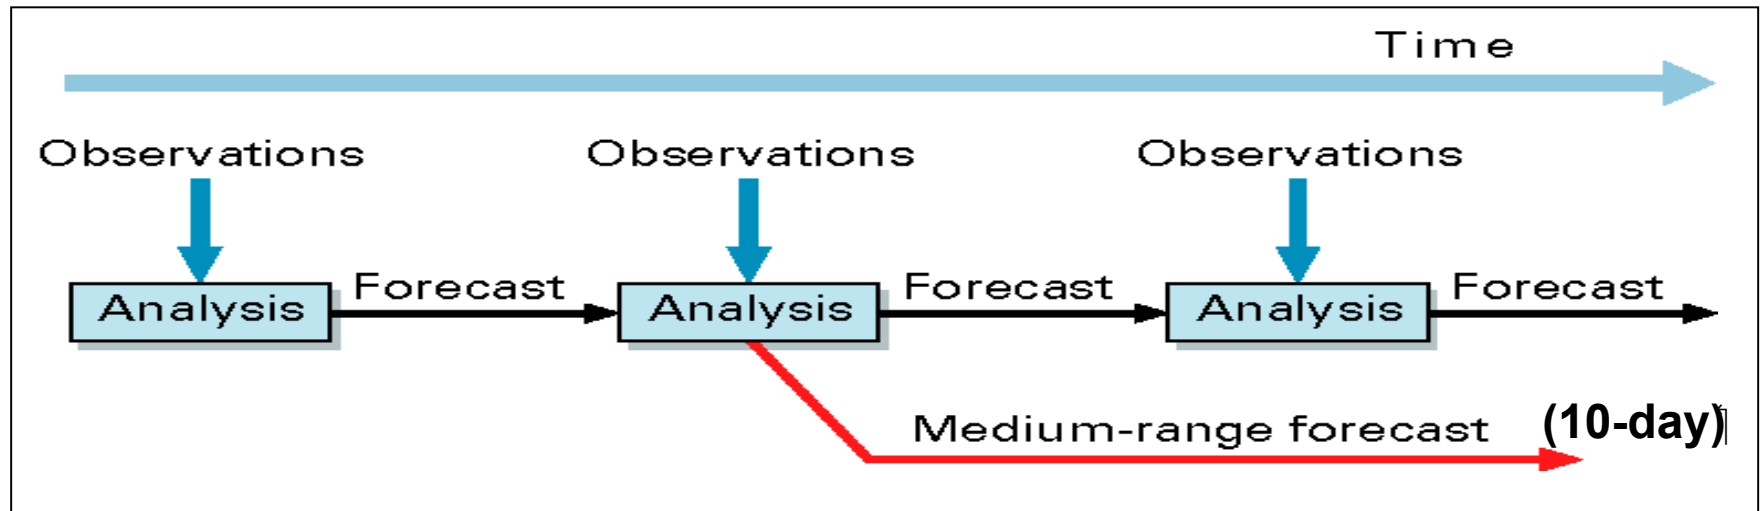 Time
Observations Observations Observations
Analysis Forecast Analysis Forecast Analysis Forecast
Medium-range forecast (10-day)